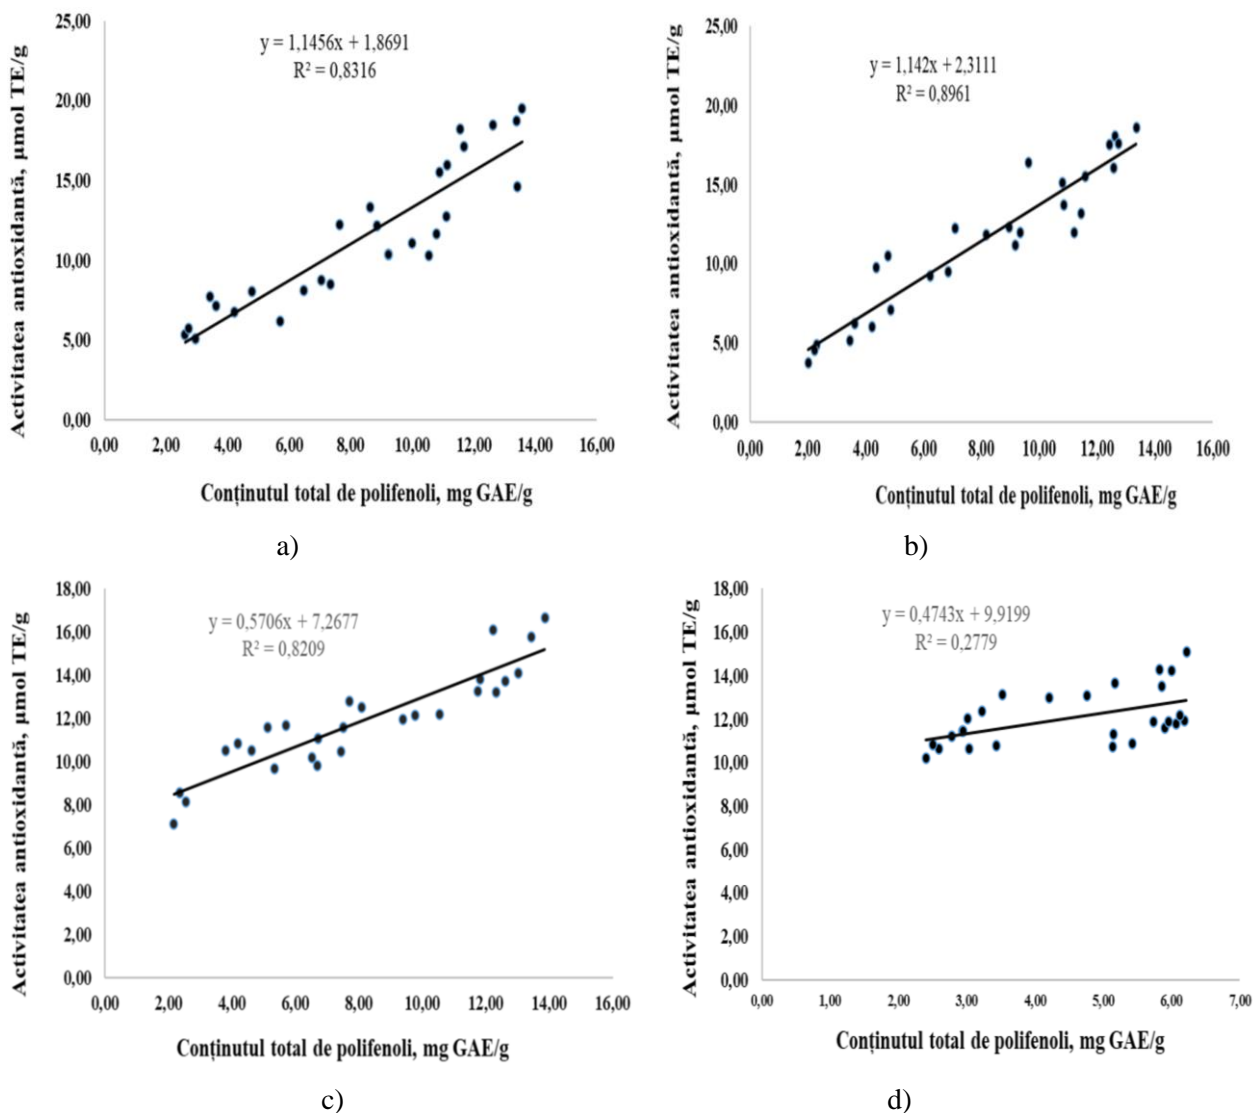 Activitatea antioxidantă, µmol TE/g
25,00
20,00
15,00
10,00
5,00
0,00
y = 1,1456x + 1,8691
R² = 0,8316
0,00 2,00 4,00 6,00 8,00 10,00 12,00 14,00 16,00
Conținutul total de polifenoli, mg GAE/g
a)
Activitatea antioxidantă, µmol TE/g
25,00
20,00
15,00
10,00
5,00
0,00
y = 1,142x + 2,3111
R² = 0,8961
0,00 2,00 4,00 6,00 8,00 10,00 12,00 14,00 16,00
Conținutul total de polifenoli, mg GAE/g
b)
Activitatea antioxidantă, µmol TE/g
18,00
16,00
14,00
12,00
10,00
8,00
6,00
4,00
2,00
0,00
y = 0,5706x + 7,2677
R² = 0,8209
0,00 2,00 4,00 6,00 8,00 10,00 12,00 14,00 16,00
Conținutul total de polifenoli, mg GAE/g
c)
Activitatea antioxidantă, µmol TE/g
18,00
16,00
14,00
12,00
10,00
8,00
6,00
4,00
2,00
0,00
y = 0,4743x + 9,9199
R² = 0,2779
0,00 1,00 2,00 3,00 4,00 5,00 6,00 7,00
Conținutul total de polifenoli, mg GAE/g
d)